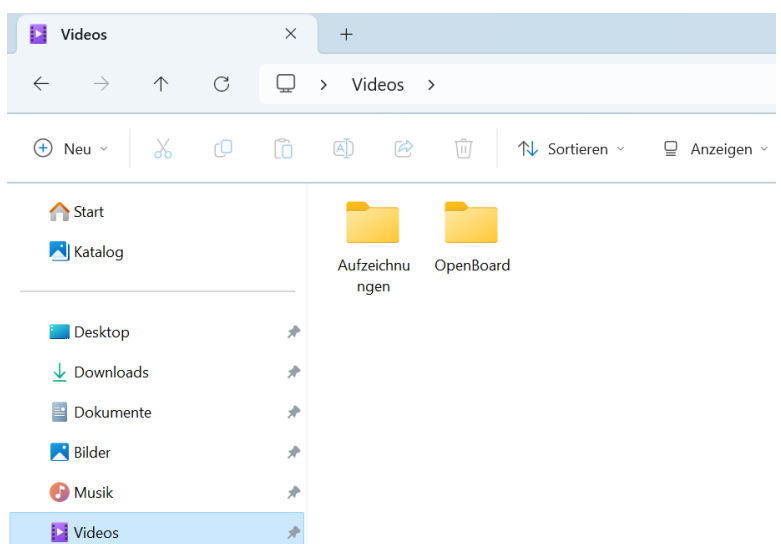 Videos
Videos
Neu
Sortieren
Anzeigen
Start
Katalog
Desktop
Downloads
Dokumente
Bilder
Musik
Videos
Aufzeichnu
ngen
OpenBoard